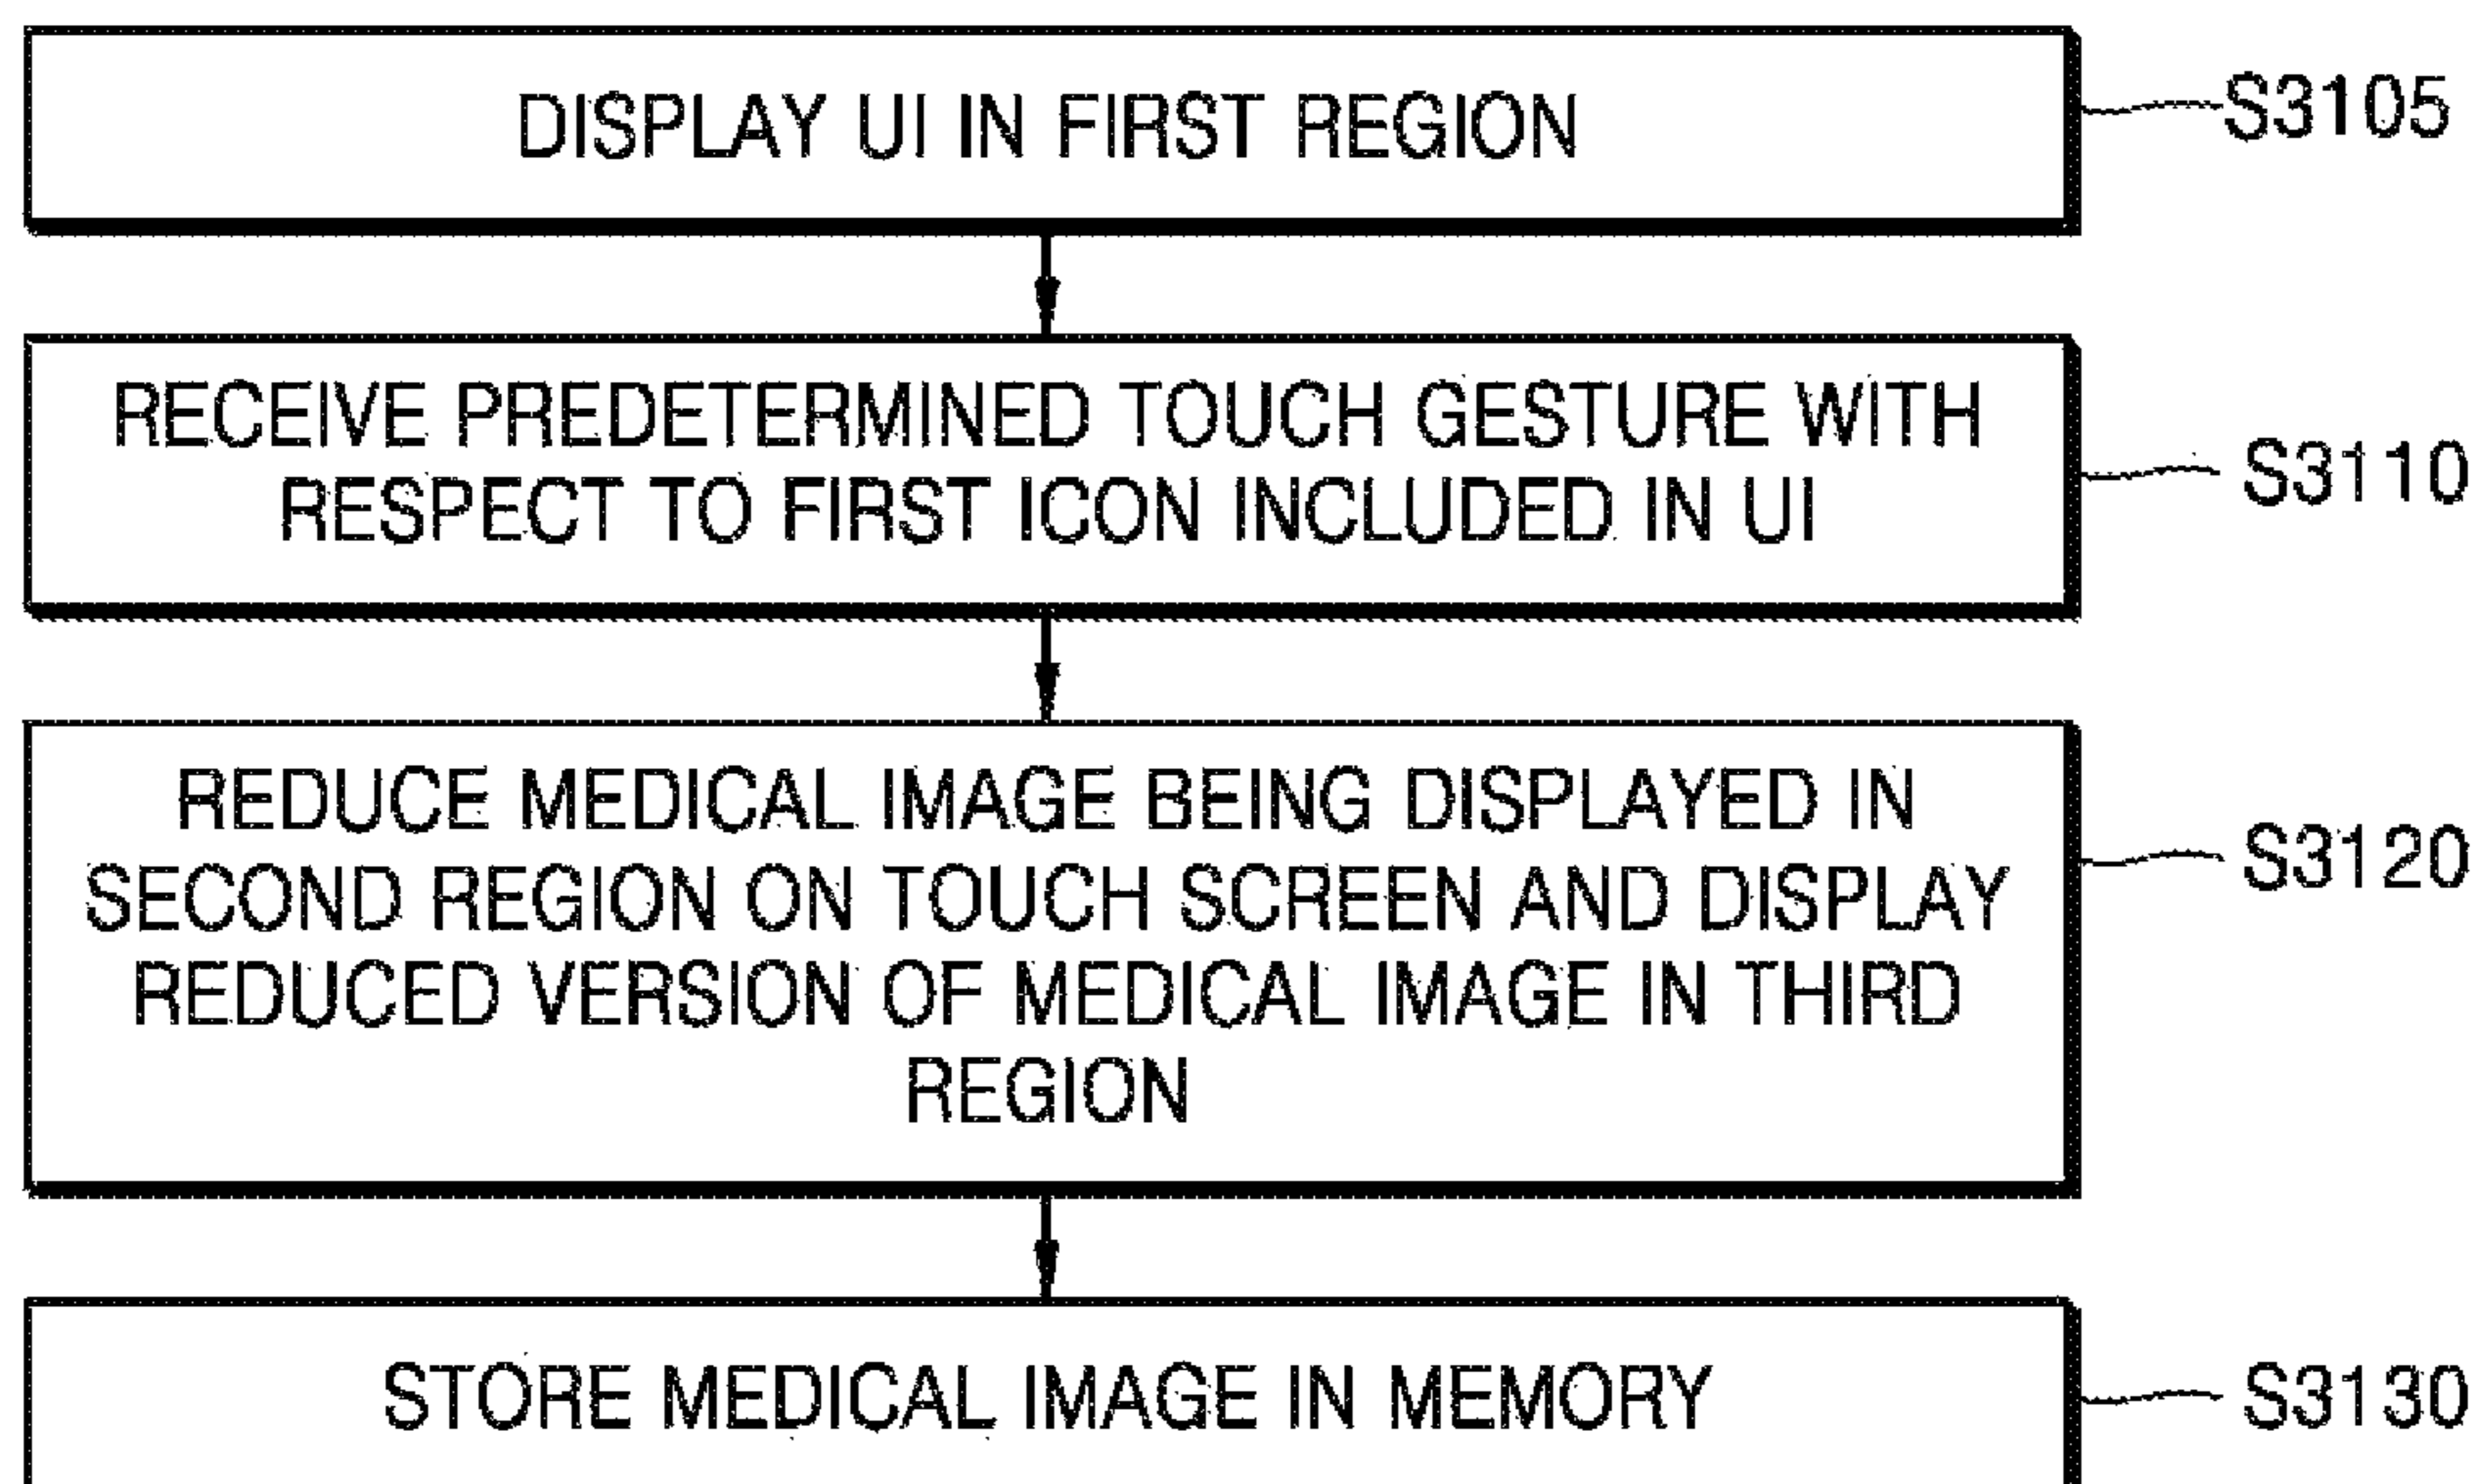 DISPLAY UI IN FIRST REGION
S3105
RECEIVE PREDETERMINED TOUCH GESTURE WITH
RESPECT TO FIRST ICON INCLUDED IN UI
S3110
REDUCE MEDICAL IMAGE BEING DISPLAYED IN
SECOND REGION ON TOUCH SCREEN AND DISPLAY
REDUCED VERSION OF MEDICAL IMAGE IN THIRD
REGION
S3120
STORE MEDICAL IMAGE IN MEMORY
S3130